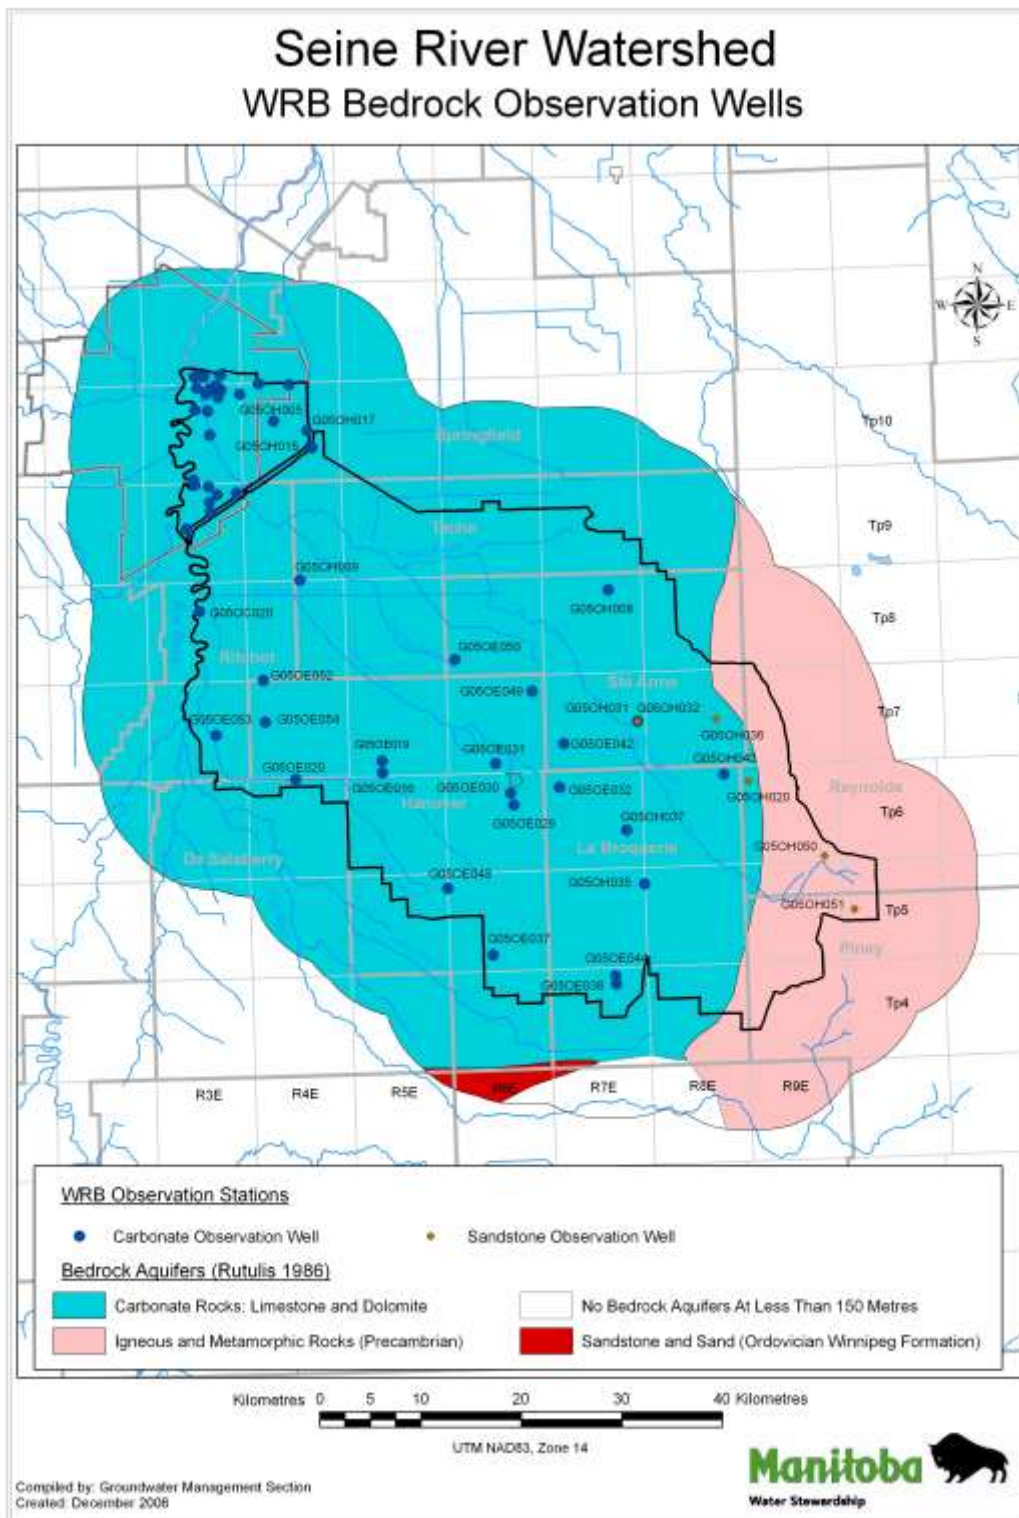 Seine River Watershed
WRB Bedrock Observation Wells
N
W
E
S
Tp10
G05OH005
G05OH017
Springfield
G05OH015
Tache
Tp9
G05OH009
G05OH008
G05OC020
Tp8
G05OE050
Ritchot
G05OE052
G05OE049
Ste Anne
G05OH031
G05OH032
Tp7
G05OE053
G05OE054
G05OH036
G05OE042
G05OE019
G05OE031
G05OH043
G05OE020
G05OE030
G05OE032
G05OH020
Reynolds
Hanover
Tp6
G05OE029
G05OH037
La Broquerie
G05OH050
De Salaberry
G05OE048
G05OH035
G05OH051
Tp5
G05OE037
Piney
G05OE044
G05OE038
Tp4
R3E
R4E
R5E
R6E
R7E
R8E
R9E
WRB Observation Stations
Carbonate Observation Well
Sandstone Observation Well
Bedrock Aquifers (Rutulis 1986)
Carbonate Rocks: Limestone and Dolomite
No Bedrock Aquifers At Less Than 150 Metres
Igneous and Metamorphic Rocks (Precambrian)
Sandstone and Sand (Ordovician Winnipeg Formation)
Kilometres 0 5 10 20 30 40 Kilometres
UTM NAD83, Zone 14
Manitoba
Water Stewardship
Compiled by: Groundwater Management Section
Created: December 2006